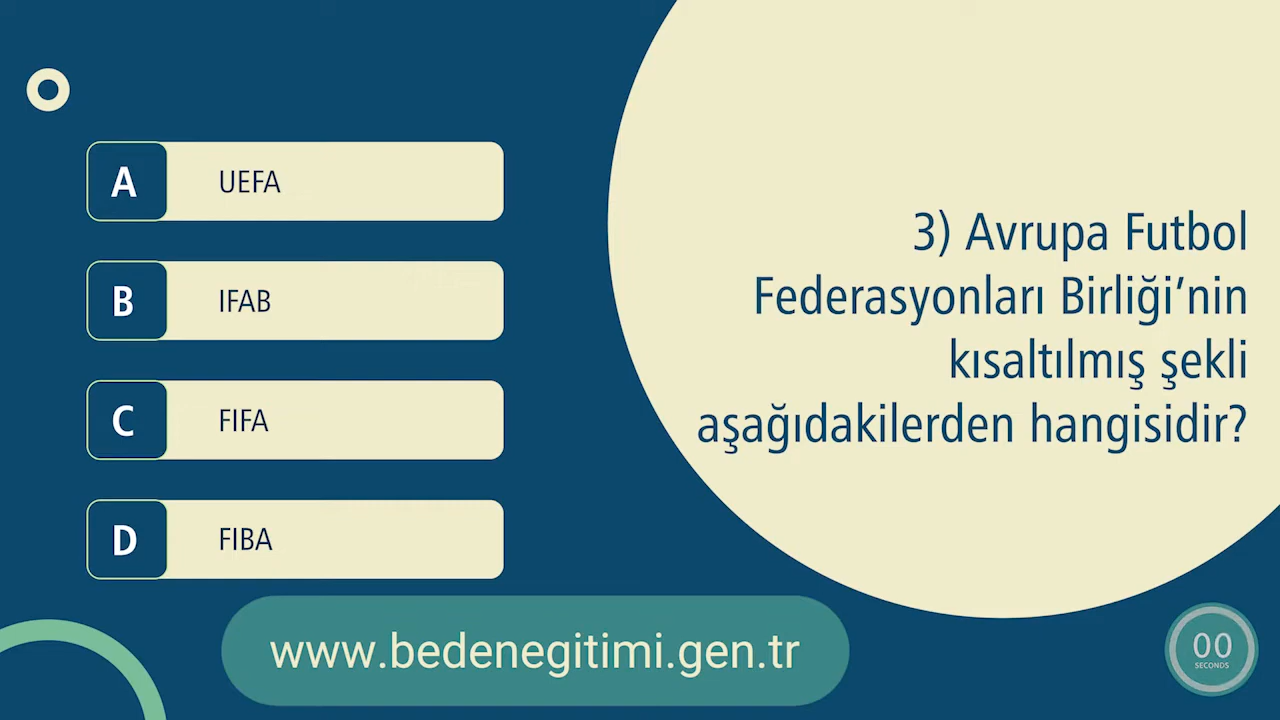 3) Avrupa Futbol
Federasyonları Birliği’nin
kısaltılmış şekli
aşağıdakilerden hangisidir?
A UEFA
B IFAB
C FIFA
D FIBA
www.bedenegitimi.gen.tr
00
SECONDS